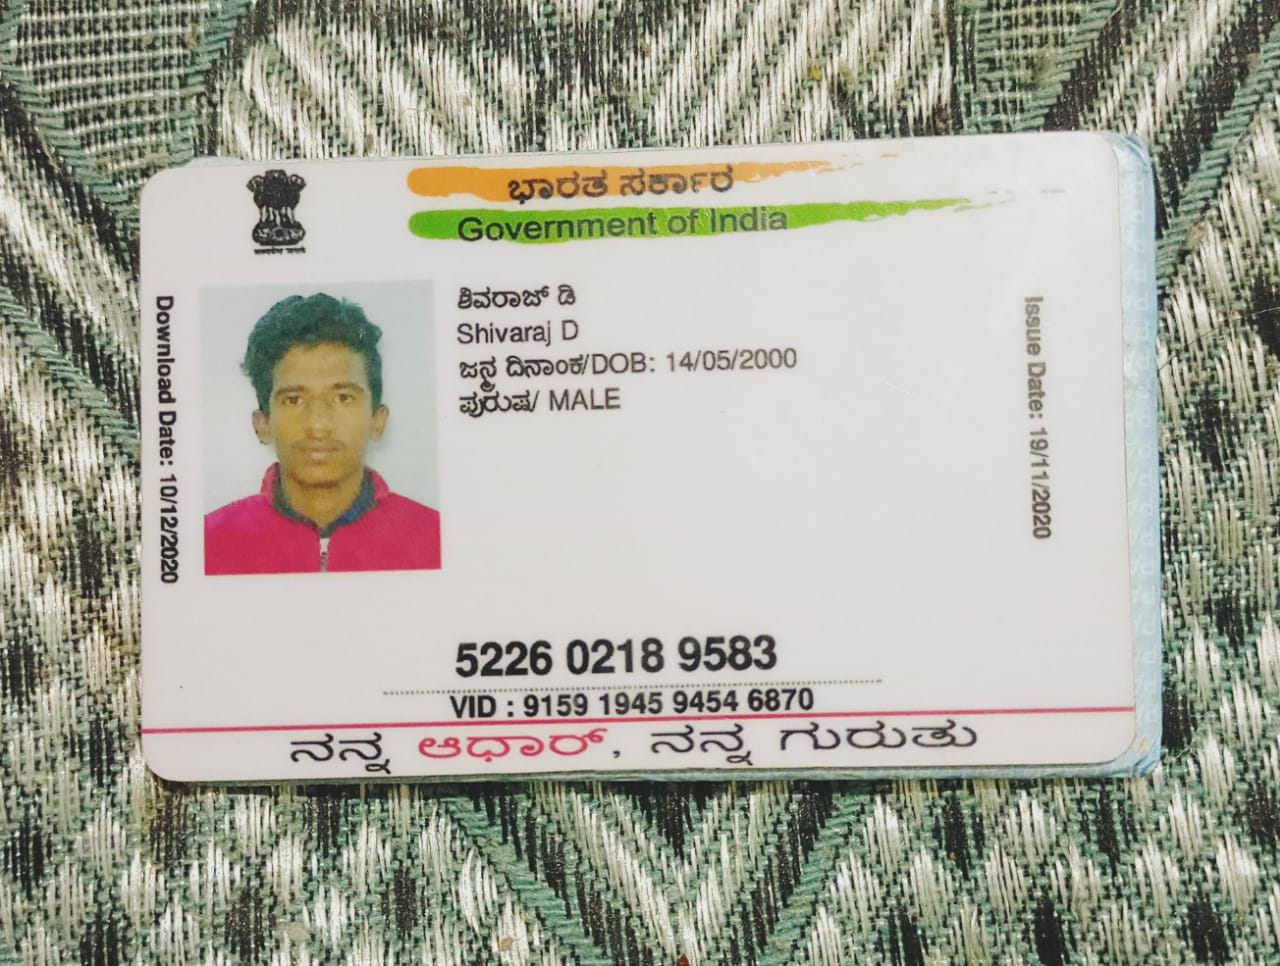 ಭಾರತ ಸರ್ಕಾರ
Government of India
ಶಿವರಾಜ್ ಡಿ
Shivaraj D
ಜನ್ಮ ದಿನಾಂಕ/DOB: 14/05/2000
ಪುರುಷ/ MALE
Download Date: 10/12/2020
Issue Date: 19/11/2020
5226 0218 9583
VID : 9159 1945 9454 6870
ನನ್ನ ಆಧಾರ್, ನನ್ನ ಗುರುತು